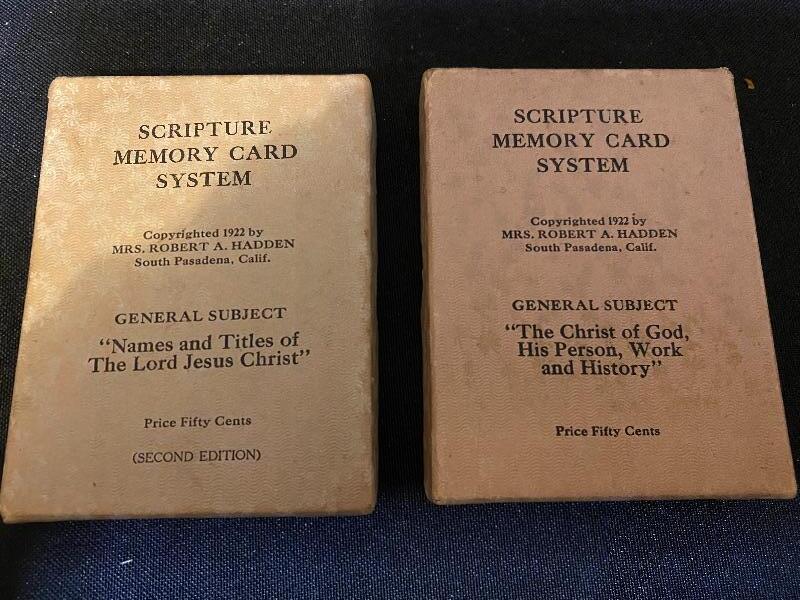 SCRIPTURE
MEMORY CARD
SYSTEM
Copyrighted 1922 by
MRS. ROBERT A. HADDEN
South Pasadena, Calif.
GENERAL SUBJECT
"Names and Titles of
The Lord Jesus Christ"
Price Fifty Cents
(SECOND EDITION)
SCRIPTURE
MEMORY CARD
SYSTEM
Copyrighted 1922 by
MRS. ROBERT A. HADDEN
South Pasadena, Calif.
GENERAL SUBJECT
"The Christ of God,
His Person, Work
and History"
Price Fifty Cents